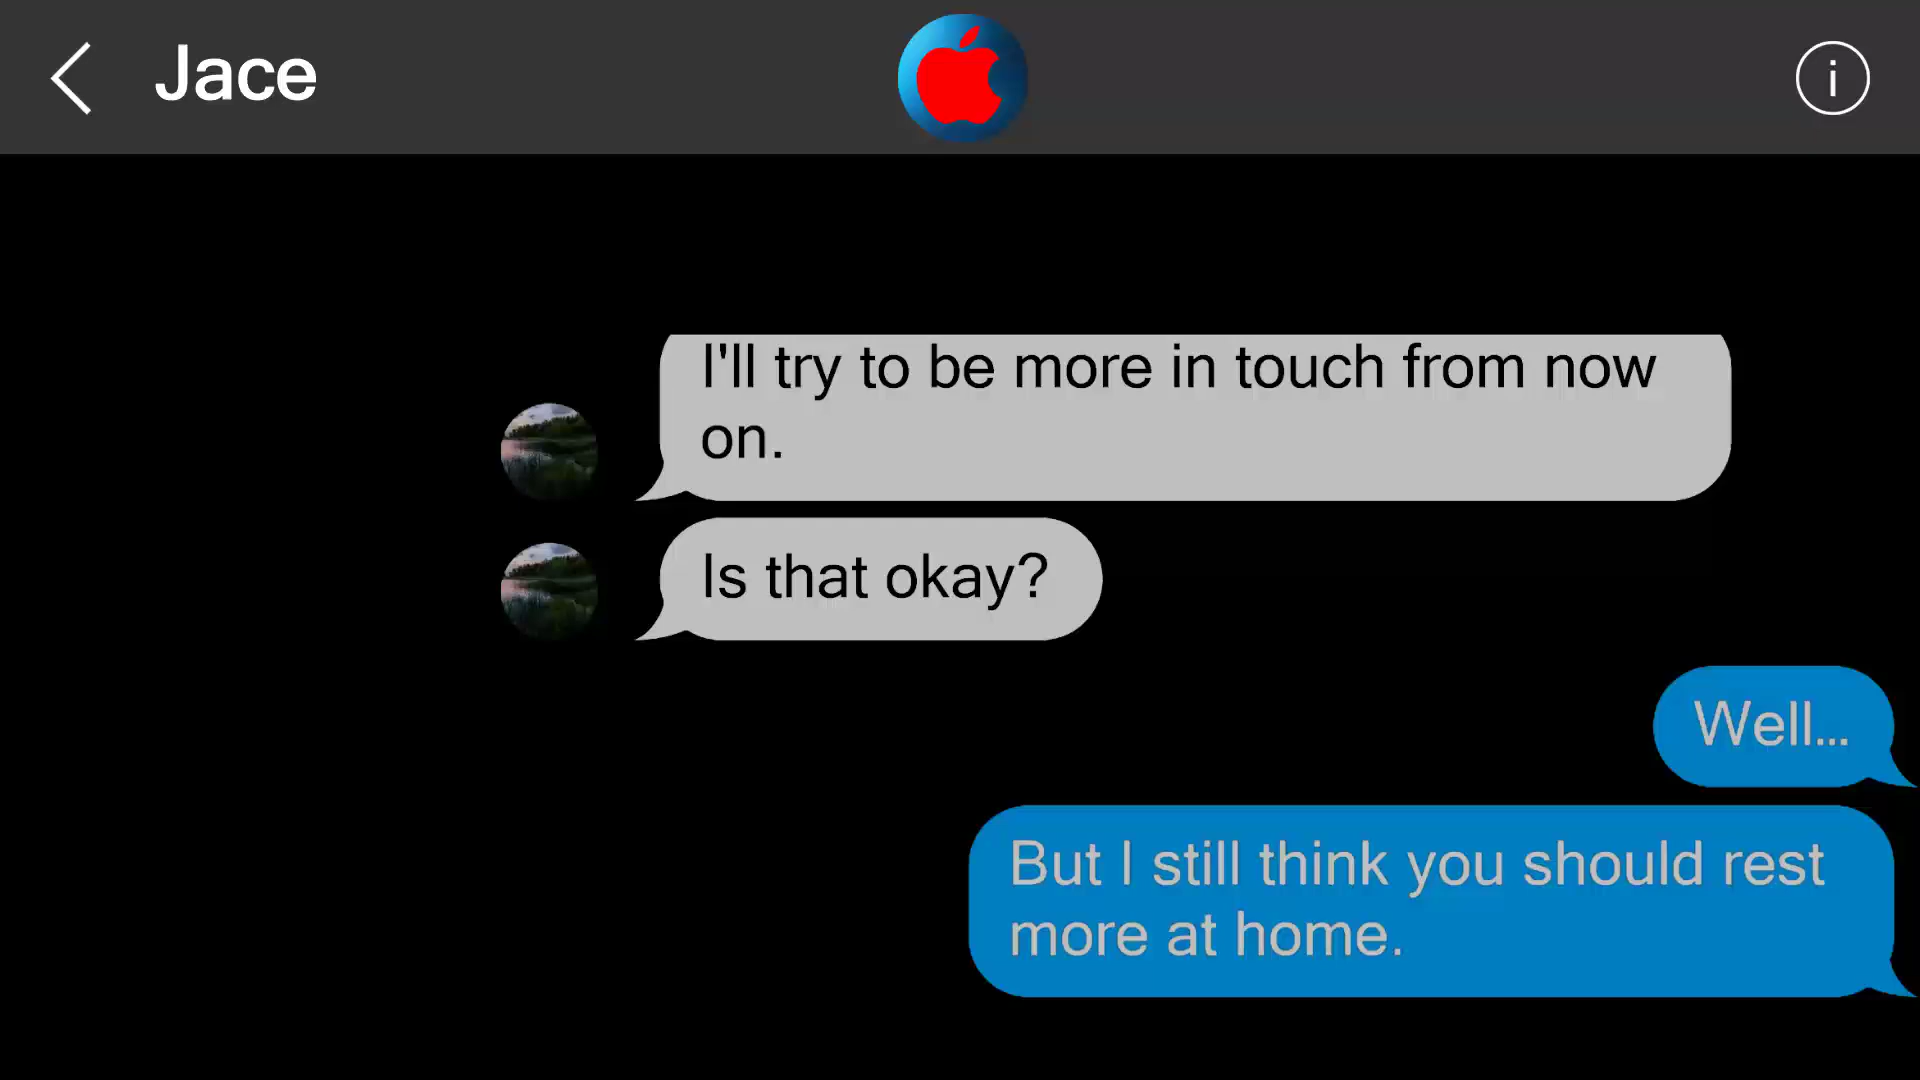 Jace
i
I'll try to be more in touch from now
on.
Is that okay?
Well...
But I still think you should rest
more at home.